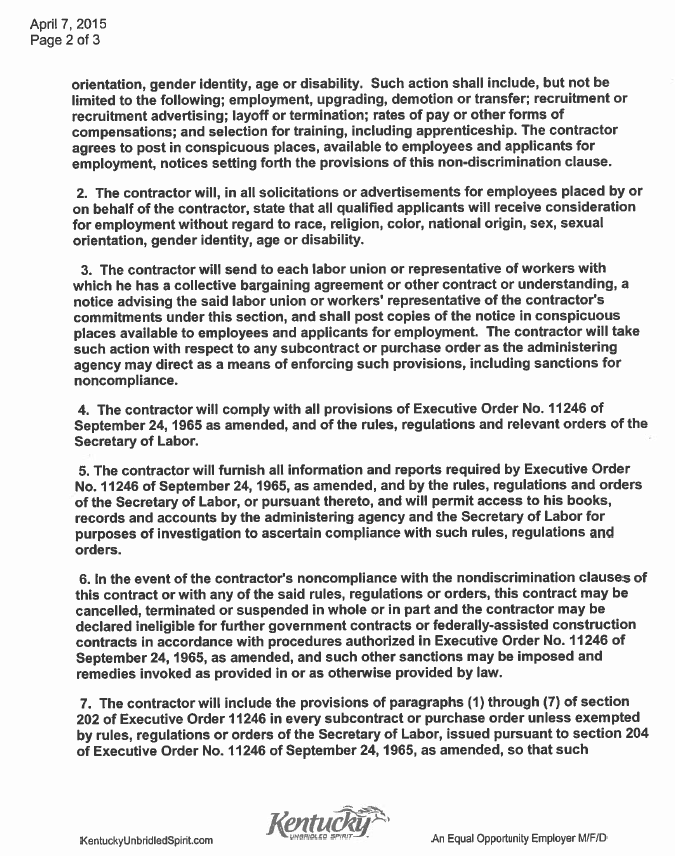 April 7, 2015
Page 2 of 3
orientation, gender identity, age or disability. Such action shall include, but not be
limited to the following; employment, upgrading, demotion or transfer; recruitment or
recruitment advertising; layoff or termination; rates of pay or other forms of
compensations; and selection for training, including apprenticeship. The contractor
agrees to post in conspicuous places, available to employees and applicants for
employment, notices setting forth the provisions of this non-discrimination clause.
2. The contractor will, in all solicitations or advertisements for employees placed by or
on behalf of the contractor, state that all qualified applicants will receive consideration
for employment without regard to race, religion, color, national origin, sex, sexual
orientation, gender identity, age or disability.
3. The contractor will send to each labor union or representative of workers with
which he has a collective bargaining agreement or other contract or understanding, a
notice advising the said labor union or workers' representative of the contractor's
commitments under this section, and shall post copies of the notice in conspicuous
places available to employees and applicants for employment. The contractor will take
such action with respect to any subcontract or purchase order as the administering
agency may direct as a means of enforcing such provisions, including sanctions for
noncompliance.
4. The contractor will comply with all provisions of Executive Order No. 11246 of
September 24, 1965 as amended, and of the rules, regulations and relevant orders of the
Secretary of Labor.
5. The contractor will furnish all information and reports required by Executive Order
No. 11246 of September 24, 1965, as amended, and by the rules, regulations and orders
of the Secretary of Labor, or pursuant thereto, and will permit access to his books,
records and accounts by the administering agency and the Secretary of Labor for
purposes of investigation to ascertain compliance with such rules, regulations and
orders.
6. In the event of the contractor's noncompliance with the nondiscrimination clauses of
this contract or with any of the said rules, regulations or orders, this contract may be
cancelled, terminated or suspended in whole or in part and the contractor may be
declared ineligible for further government contracts or federally-assisted construction
contracts in accordance with procedures authorized in Executive Order No. 11246 of
September 24, 1965, as amended, and such other sanctions may be imposed and
remedies invoked as provided in or as otherwise provided by law.
7. The contractor will include the provisions of paragraphs (1) through (7) of section
202 of Executive Order 11246 in every subcontract or purchase order unless exempted
by rules, regulations or orders of the Secretary of Labor, issued pursuant to section 204
of Executive Order No. 11246 of September 24, 1965, as amended, so that such
KentuckyUnbridledSpirit.com
Kentucky
UNBRIDLED SPIRIT
An Equal Opportunity Employer M/F/D